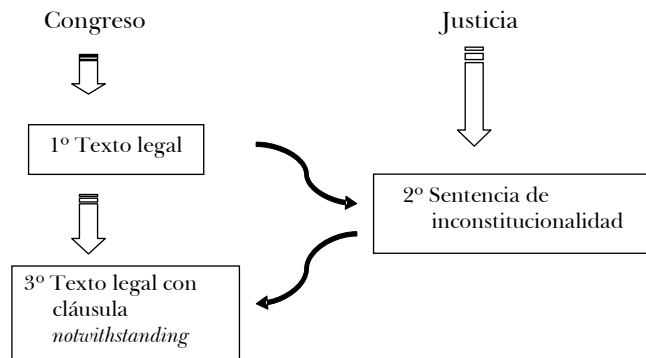 Congreso
Justicia
1º Texto legal
2º Sentencia de
inconstitucionalidad
3º Texto legal con
cláusula
notwithstanding